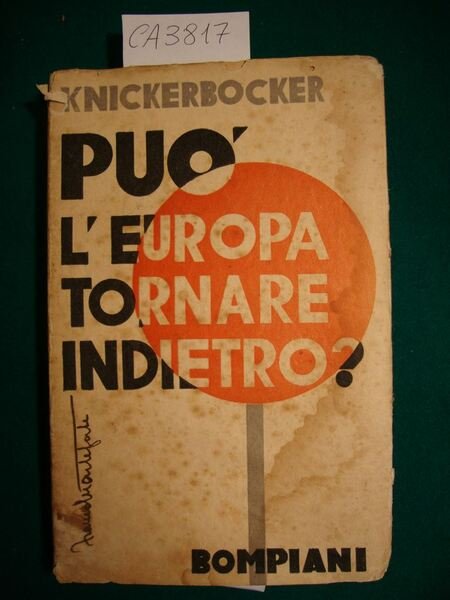 CA3817
KNICKERBOCKER
PUO'
L'EUROPA
TORNARE
INDIETRO?
BOMPIANI